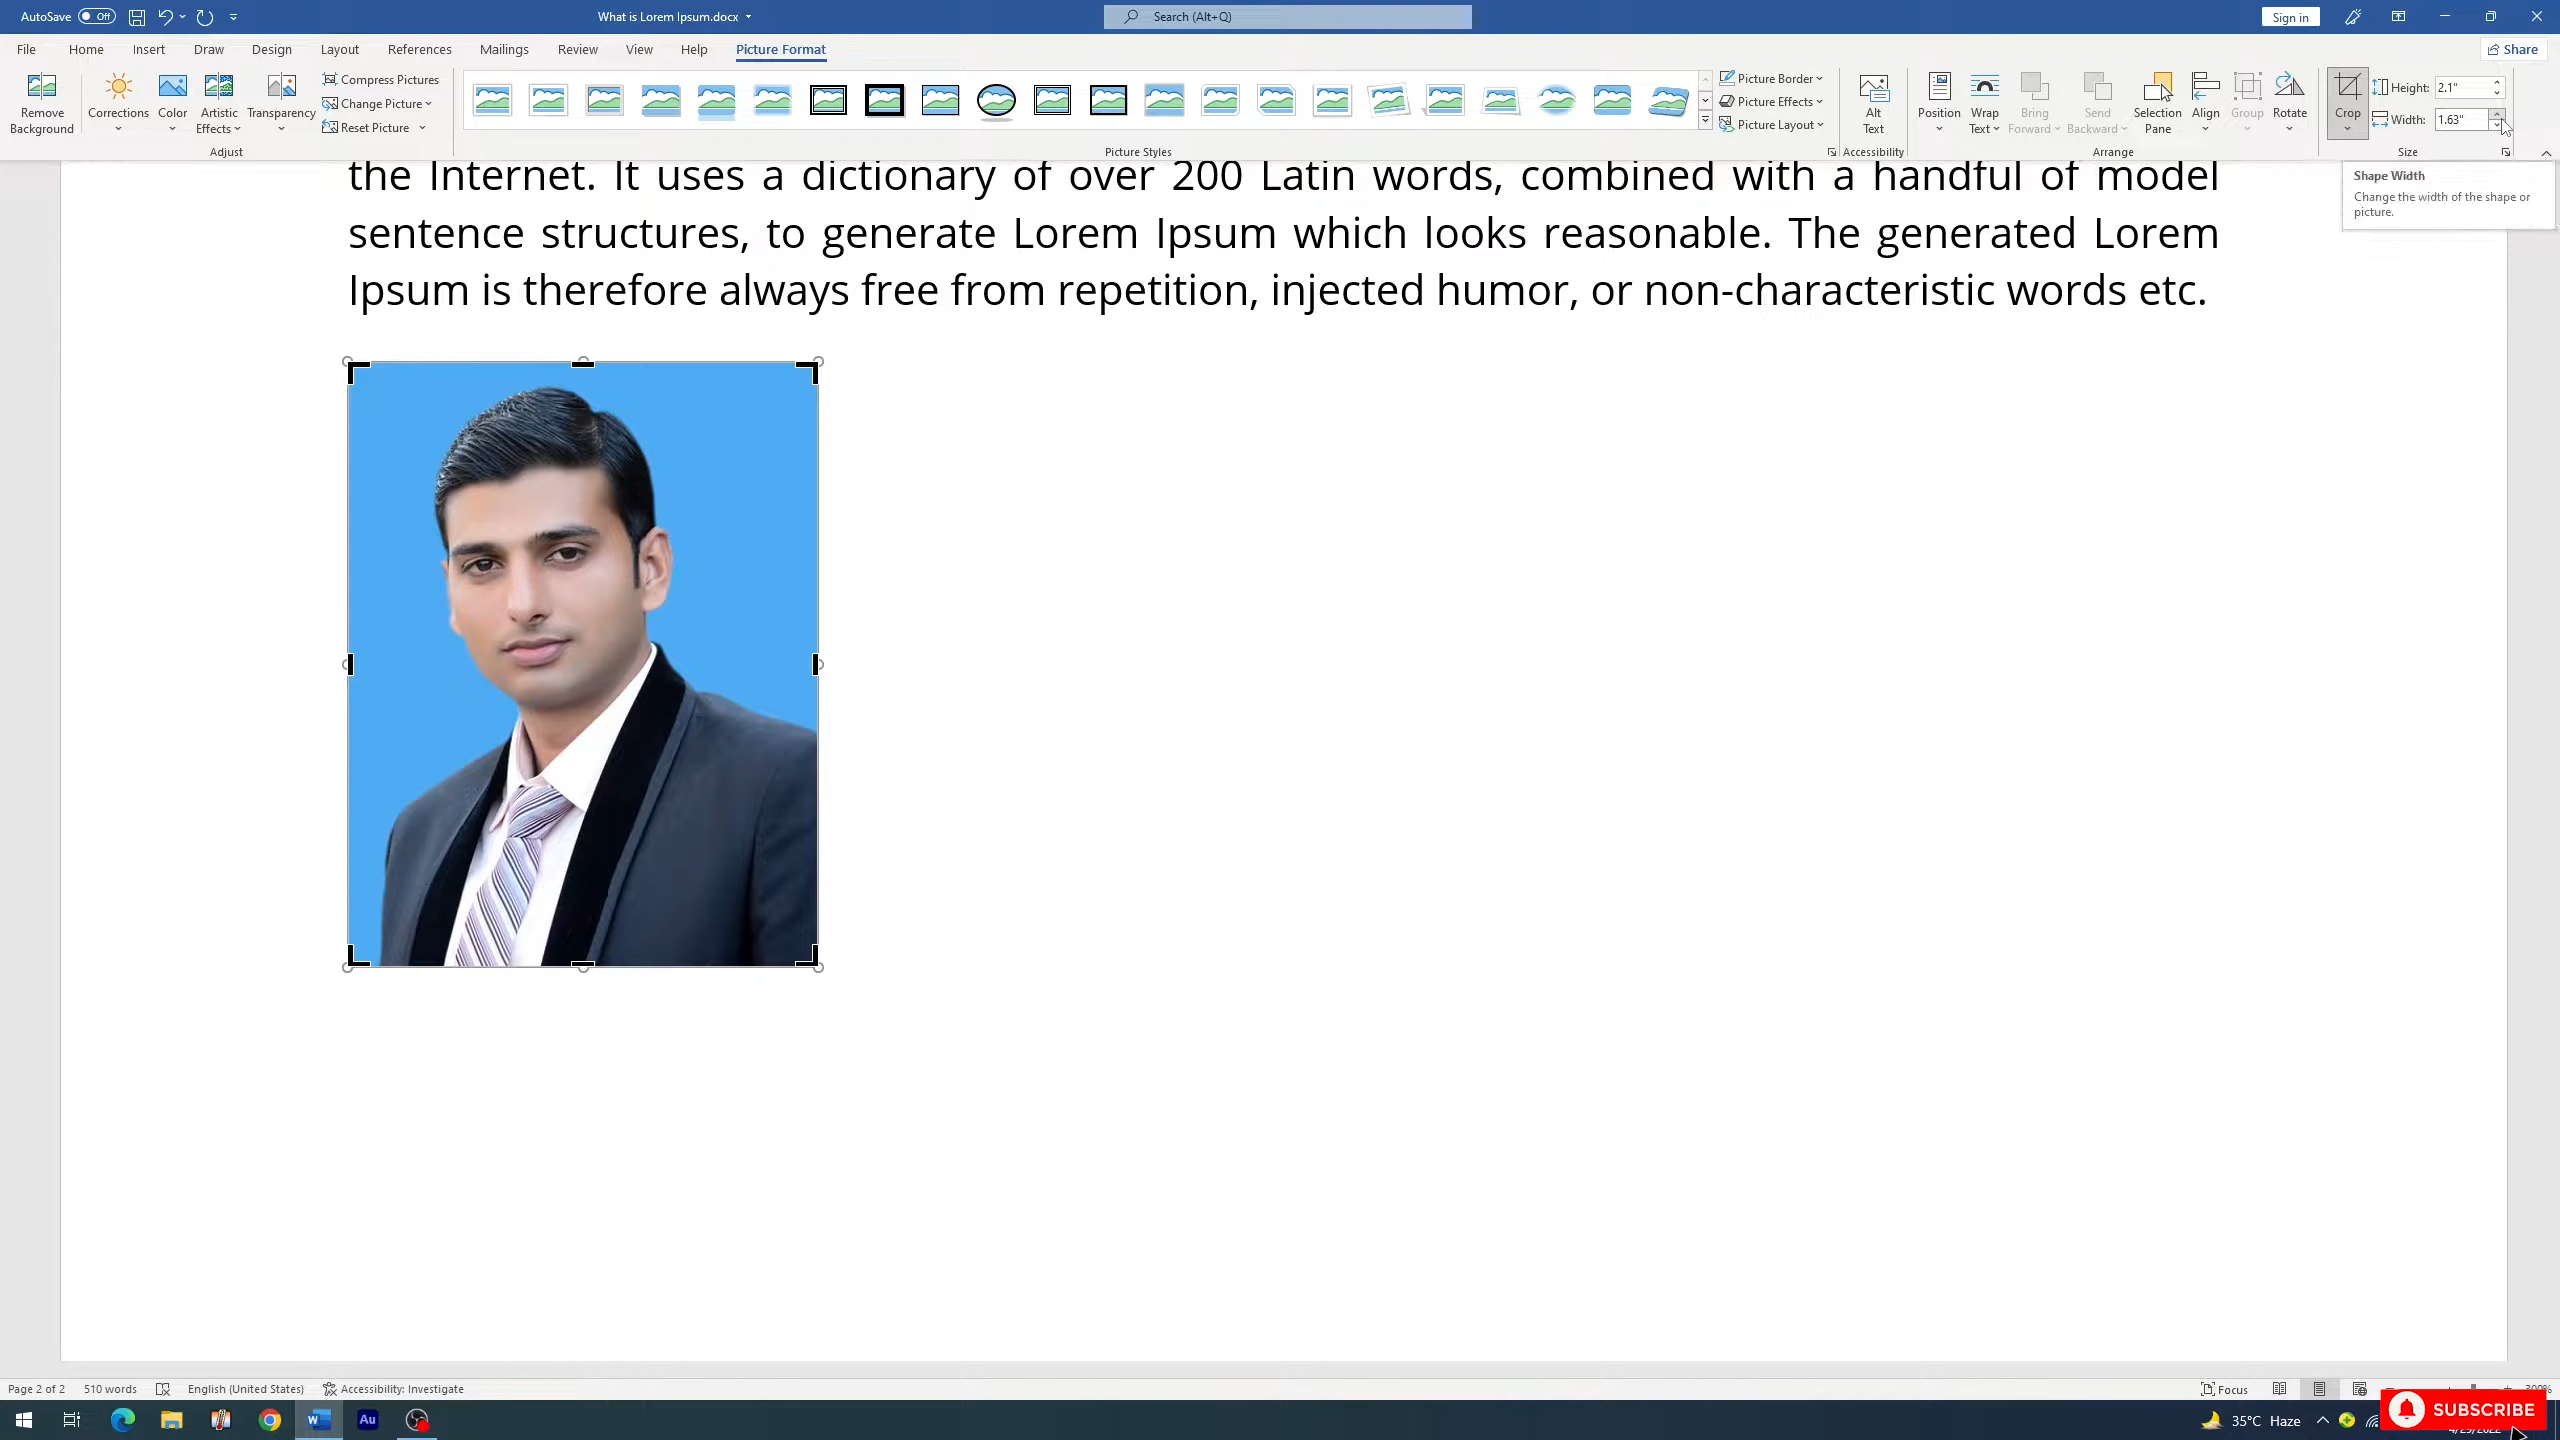 AutoSave Off
What is Lorem Ipsum.docx
Search (Alt+Q)
Sign in
File Home Insert Draw Design Layout References Mailings Review View Help Picture Format
Share
Remove Background
Corrections
Color
Artistic Effects
Transparency
Compress Pictures
Change Picture
Reset Picture
Adjust
Picture Styles
Picture Border
Picture Effects
Picture Layout
Alt Text
Accessibility
Position
Wrap Text
Bring Forward
Send Backward
Selection Pane
Align
Group
Rotate
Arrange
Crop
Height: 2.1"
Width: 1.63"
Size
Shape Width
Change the width of the shape or
picture.
the Internet. It uses a dictionary of over 200 Latin words, combined with a handful of model
sentence structures, to generate Lorem Ipsum which looks reasonable. The generated Lorem
Ipsum is therefore always free from repetition, injected humor, or non-characteristic words etc.
Page 2 of 2 510 words English (United States) Accessibility: Investigate
Focus
W Au
35°C Haze
SUBSCRIBE